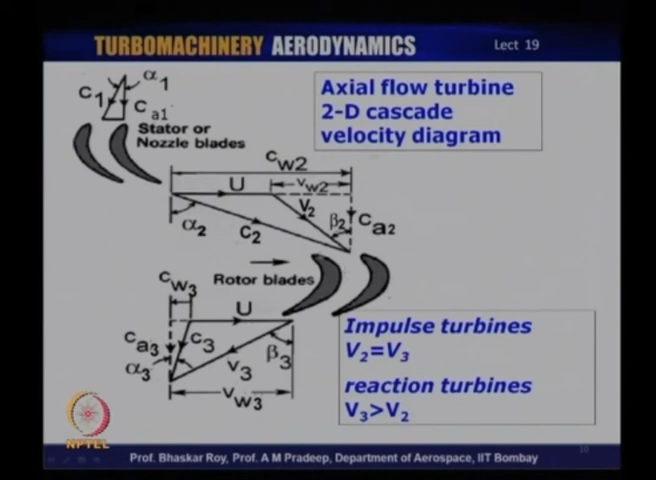 TURBOMACHINERY AERODYNAMICS
Lect 19
α1
C1
Ca1
Stator or
Nozzle blades
Axial flow turbine
2-D cascade
velocity diagram
Cw2
U
Vw2
V2
α2
C2
β2
Ca2
Rotor blades
Cw3
U
Ca3
C3
α3
V3
β3
Vw3
Impulse turbines
V2=V3
reaction turbines
V3>V2
NPTEL
Prof. Bhaskar Roy, Prof. A M Pradeep, Department of Aerospace, IIT Bombay
10